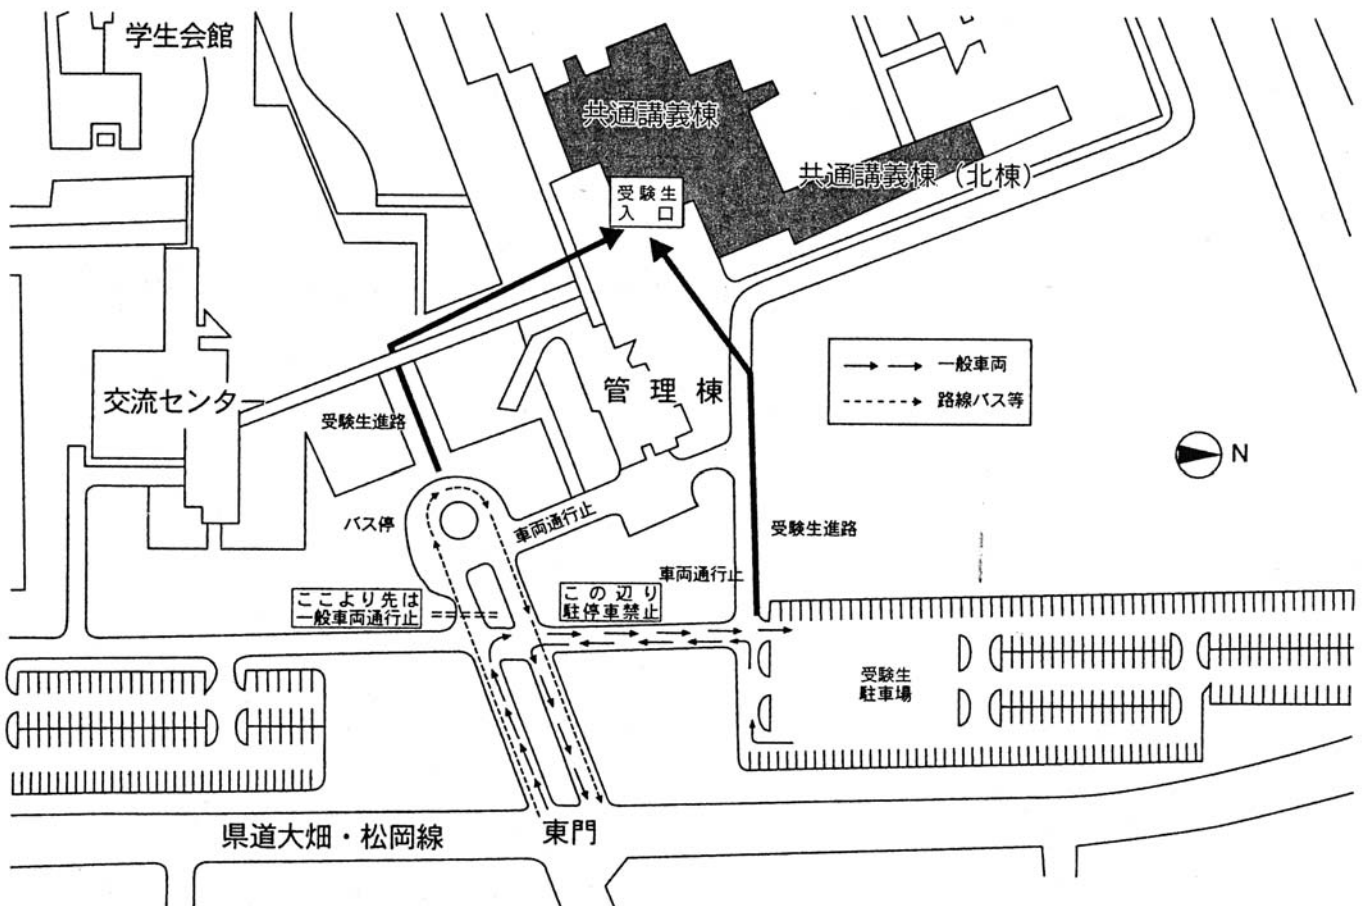 学生会館
共通講義棟
共通講義棟（北棟）
受験生
入口
一般車両
路線バス等
管理棟
交流センター
受験生進路
N
バス停
車両通行止
受験生進路
車両通行止
ここより先は
一般車両通行止
この辺り
駐停車禁止
受験生
駐車場
県道大畑・松岡線
東門